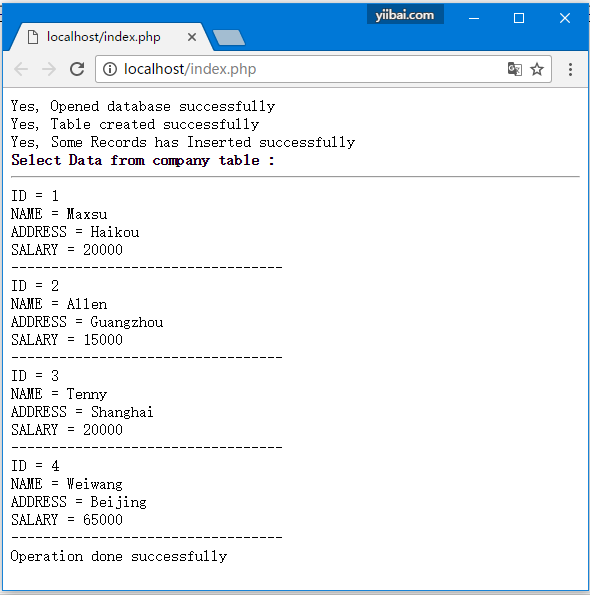 yiibai.com
localhost/index.php
localhost/index.php
Yes, Opened database successfully
Yes, Table created successfully
Yes, Some Records has Inserted successfully
Select Data from company table :
ID = 1
NAME = Maxsu
ADDRESS = Haikou
SALARY = 20000
----------------------------------
ID = 2
NAME = Allen
ADDRESS = Guangzhou
SALARY = 15000
----------------------------------
ID = 3
NAME = Tenny
ADDRESS = Shanghai
SALARY = 20000
----------------------------------
ID = 4
NAME = Weiwang
ADDRESS = Beijing
SALARY = 65000
----------------------------------
Operation done successfully